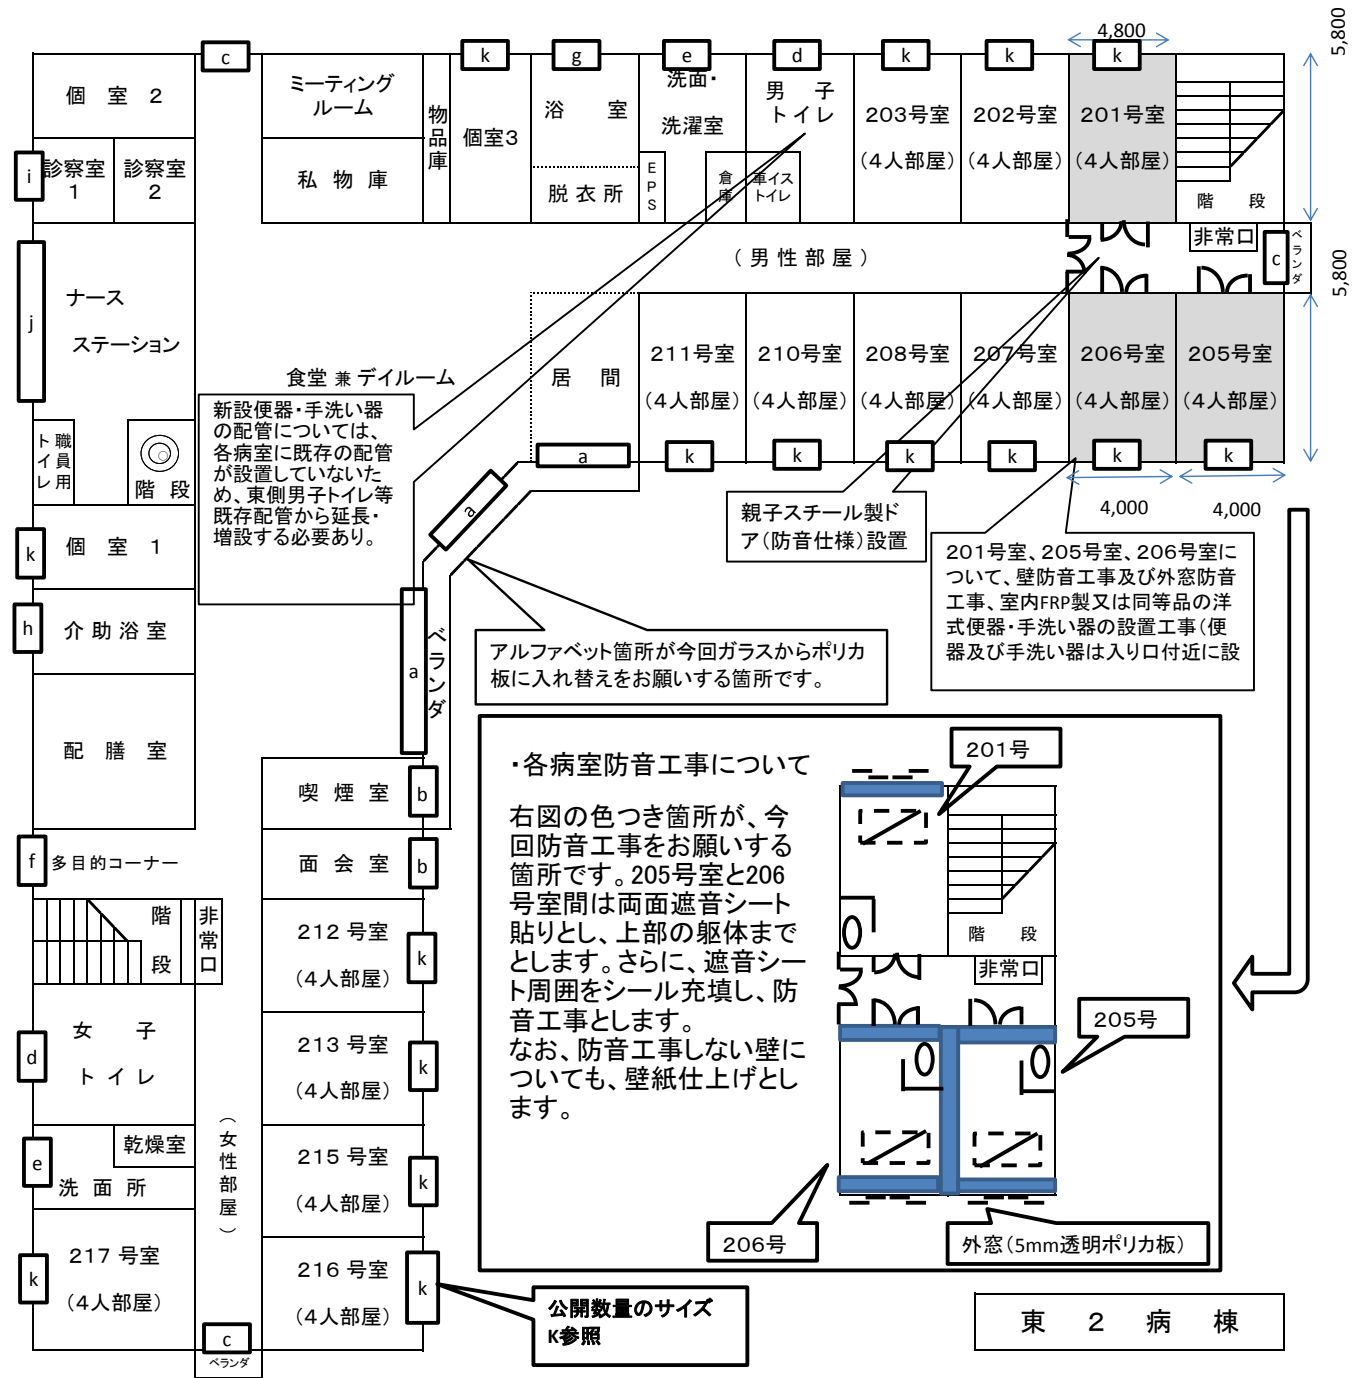 4,800
5,800
c
k
g
e
d
k
k
k
個 室 2
ミーティング
ルーム
物品庫
個室3
浴 室
洗面・
洗濯室
男 子
トイレ
203号室
(4人部屋)
202号室
(4人部屋)
201号室
(4人部屋)
階 段
i
診察室
1
診察室
2
私 物 庫
脱 衣 所
EPS
倉庫
車イス
トイレ
非常口
c
ベランダ
(男 性 部 屋)
5,800
j
ナース
ステーション
食堂 兼 デイルーム
居 間
211号室
(4人部屋)
210号室
(4人部屋)
208号室
(4人部屋)
207号室
(4人部屋)
206号室
(4人部屋)
205号室
(4人部屋)
a
k
k
k
k
k
k
4,000
4,000
新設便器・手洗い器
の配管については、
各病室に既存の配管
が設置していないた
め、東側男子トイレ等
既存配管から延長・
増設する必要あり。
職員用
トイレ
階 段
a
親子スチール製ド
ア(防音仕様)設置
201号室、205号室、206号室に
ついて、壁防音工事及び外窓防音
工事、室内FRP製又は同等品の洋
式便器・手洗い器の設置工事(便
器及び手洗い器は入り口付近に設
k
個 室 1
h
介 助 浴 室
a
ベランダ
アルファベット箇所が今回ガラスからポリカ
板に入れ替えをお願いする箇所です。
配 膳 室
喫 煙 室
b
f
多目的コーナー
面 会 室
b
階
段
非常口
212 号室
(4人部屋)
k
d
女 子
トイレ
213 号室
(4人部屋)
k
e
乾燥室
洗 面 所
(女性部屋)
215 号室
(4人部屋)
k
k
217 号室
(4人部屋)
216 号室
(4人部屋)
k
c
ベランダ
公開数量のサイズ
K参照
・各病室防音工事について
右図の色つき箇所が、今
回防音工事をお願いする
箇所です。205号室と206
号室間は両面遮音シート
貼りとし、上部の躯体まで
とします。さらに、遮音シー
ト周囲をシール充填し、防
音工事とします。
なお、防音工事しない壁に
ついても、壁紙仕上げとし
ます。
201号
階 段
非常口
205号
206号
外窓(5mm透明ポリカ板)
東 2 病 棟